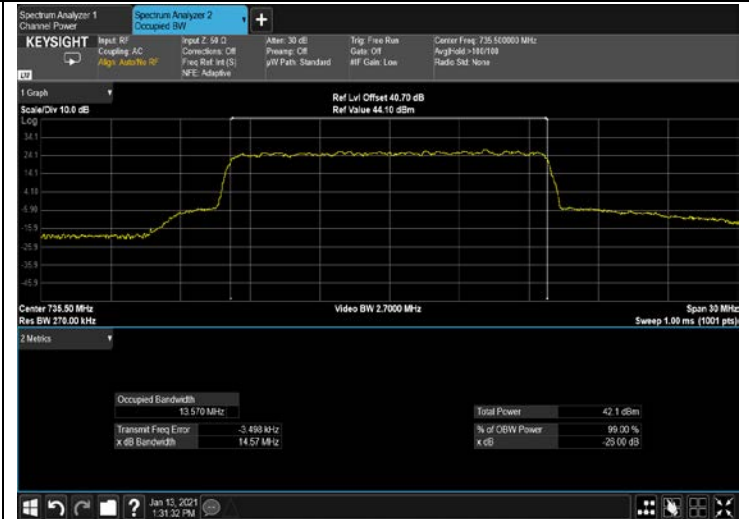 Spectrum Analyzer 1
Channel Power
Spectrum Analyzer 2
Occupied BW
KEYSIGHT
Input: RF
Coupling: AC
Align: Auto/No RF
Input Z: 50 Ω
Corrections: Off
Freq Ref: Int (S)
NFE: Adaptive
Atten: 30 dB
Preamp: Off
µW Path: Standard
Trig: Free Run
Gate: Off
#IF Gain: Low
Center Freq: 735.500000 MHz
Avg|Hold:>100/100
Radio Std: None
1 Graph
Scale/Div 10.0 dB
Ref Lvl Offset 40.70 dB
Ref Value 44.10 dBm
Log
34.1
24.1
14.1
4.10
-5.90
-15.9
-25.9
-35.9
-45.9
Center 735.50 MHz
Video BW 2.7000 MHz
Span 30 MHz
Res BW 270.00 kHz
Sweep 1.00 ms (1001 pts)
2 Metrics
Occupied Bandwidth
13.570 MHz
Total Power 42.1 dBm
Transmit Freq Error -3.498 kHz
% of OBW Power 99.00 %
x dB Bandwidth 14.57 MHz
x dB -26.00 dB
Jan 13, 2021
1:31:32 PM